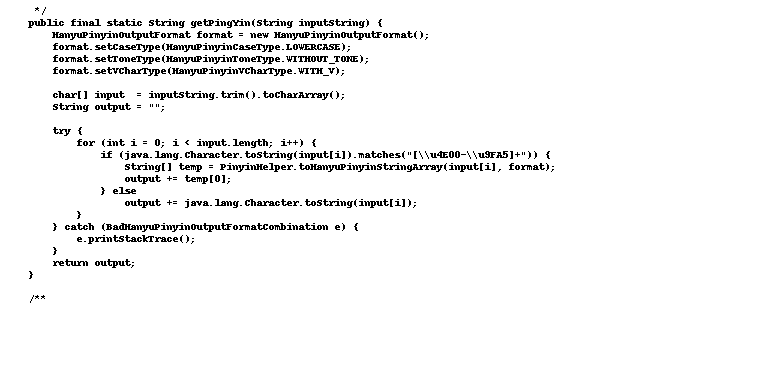 */
public final static String getPingYin(String inputString) {
HanyuPinyinOutputFormat format = new HanyuPinyinOutputFormat();
format.setCaseType(HanyuPinyinCaseType.LOWERCASE);
format.setToneType(HanyuPinyinToneType.WITHOUT_TONE);
format.setVCharType(HanyuPinyinVCharType.WITH_V);
char[] input  = inputString.trim().toCharArray();
String output = "";
try {
for (int i = 0; i < input.length; i++) {
if (java.lang.Character.toString(input[i]).matches("[\\u4E00-\\u9FA5]+")) {
String[] temp = PinyinHelper.toHanyuPinyinStringArray(input[i], format);
output += temp[0];
} else
output += java.lang.Character.toString(input[i]);
}
} catch (BadHanyuPinyinOutputFormatCombination e) {
e.printStackTrace();
}
return output;
}
/**